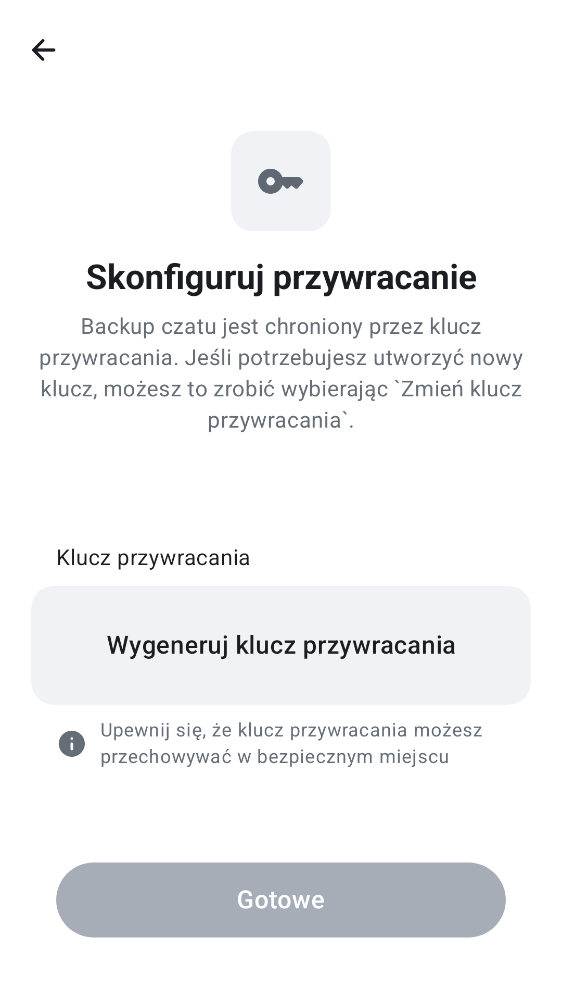 Skonfiguruj przywracanie
Backup czatu jest chroniony przez klucz
przywracania. Jeśli potrzebujesz utworzyć nowy
klucz, możesz to zrobić wybierając `Zmień klucz
przywracania`.
Klucz przywracania
Wygeneruj klucz przywracania
Upewnij się, że klucz przywracania możesz
przechowywać w bezpiecznym miejscu
Gotowe